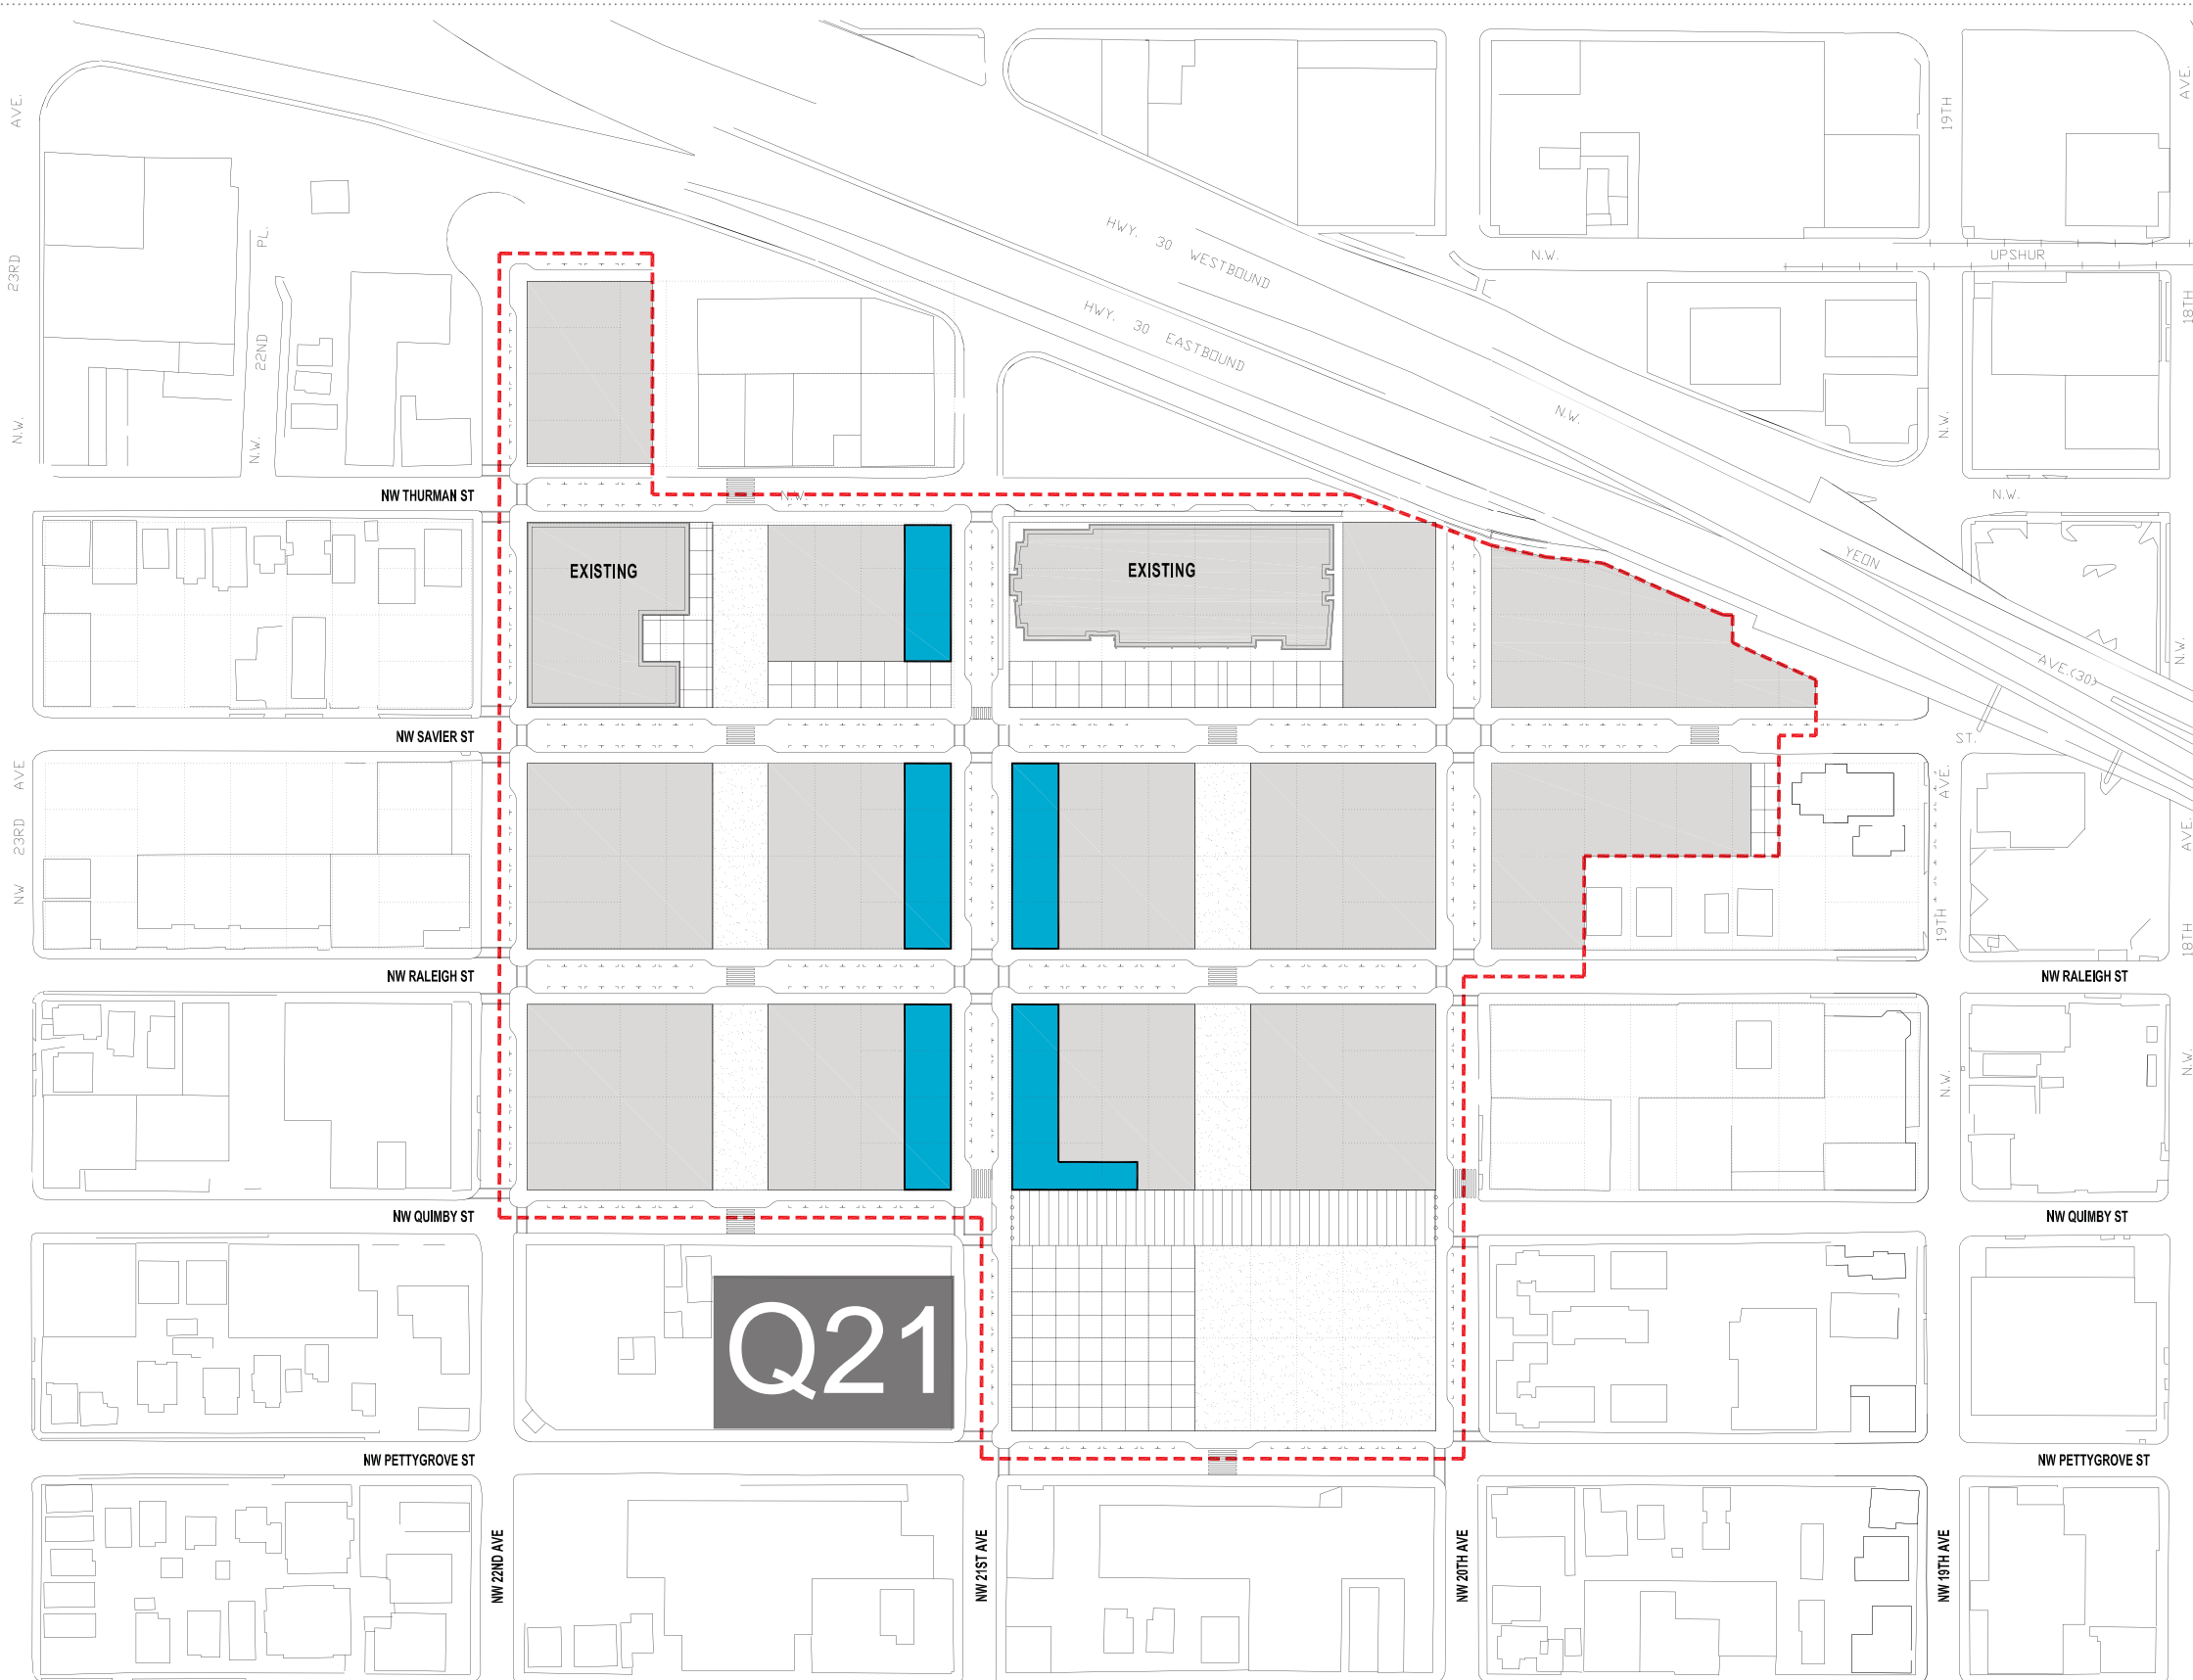 AVE.
19TH
AVE.
HWY. 30 WESTBOUND
PL.
N.W.
UPSHUR
23RD
HWY. 30 EASTBOUND
18TH
22ND
N.W.
N.W.
N.W.
N.W.
NW THURMAN ST
N.W.
N.W.
EXISTING
EXISTING
YEON
N.W.
AVE.(30)
NW SAVIER ST
ST.
AVE
AVE.
23RD
AVE.
NW
19TH
18TH
NW RALEIGH ST
NW RALEIGH ST
N.W.
N.W.
NW QUIMBY ST
NW QUIMBY ST
Q21
NW PETTYGROVE ST
NW PETTYGROVE ST
NW 22ND AVE
NW 21ST AVE
NW 20TH AVE
NW 19TH AVE